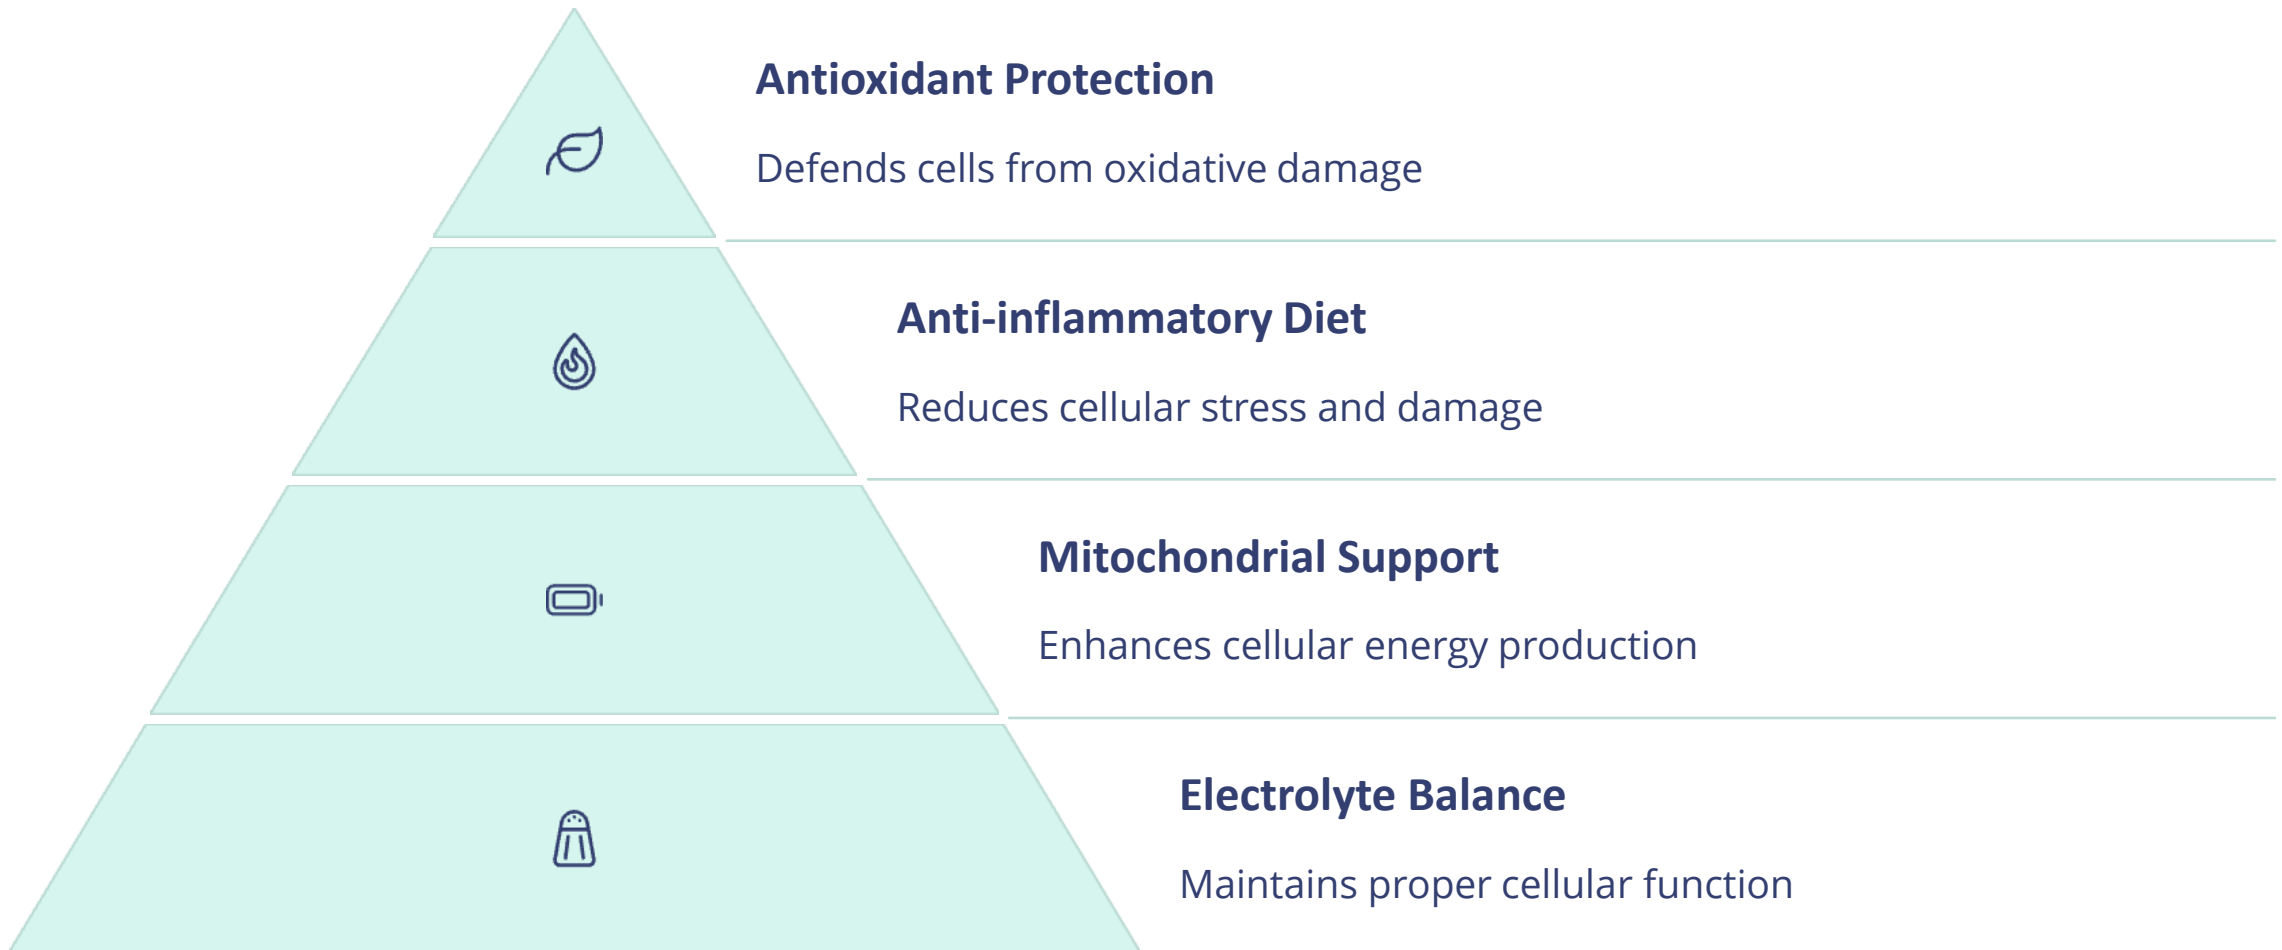 Antioxidant Protection
Defends cells from oxidative damage
Anti-inflammatory Diet
Reduces cellular stress and damage
Mitochondrial Support
Enhances cellular energy production
Electrolyte Balance
Maintains proper cellular function